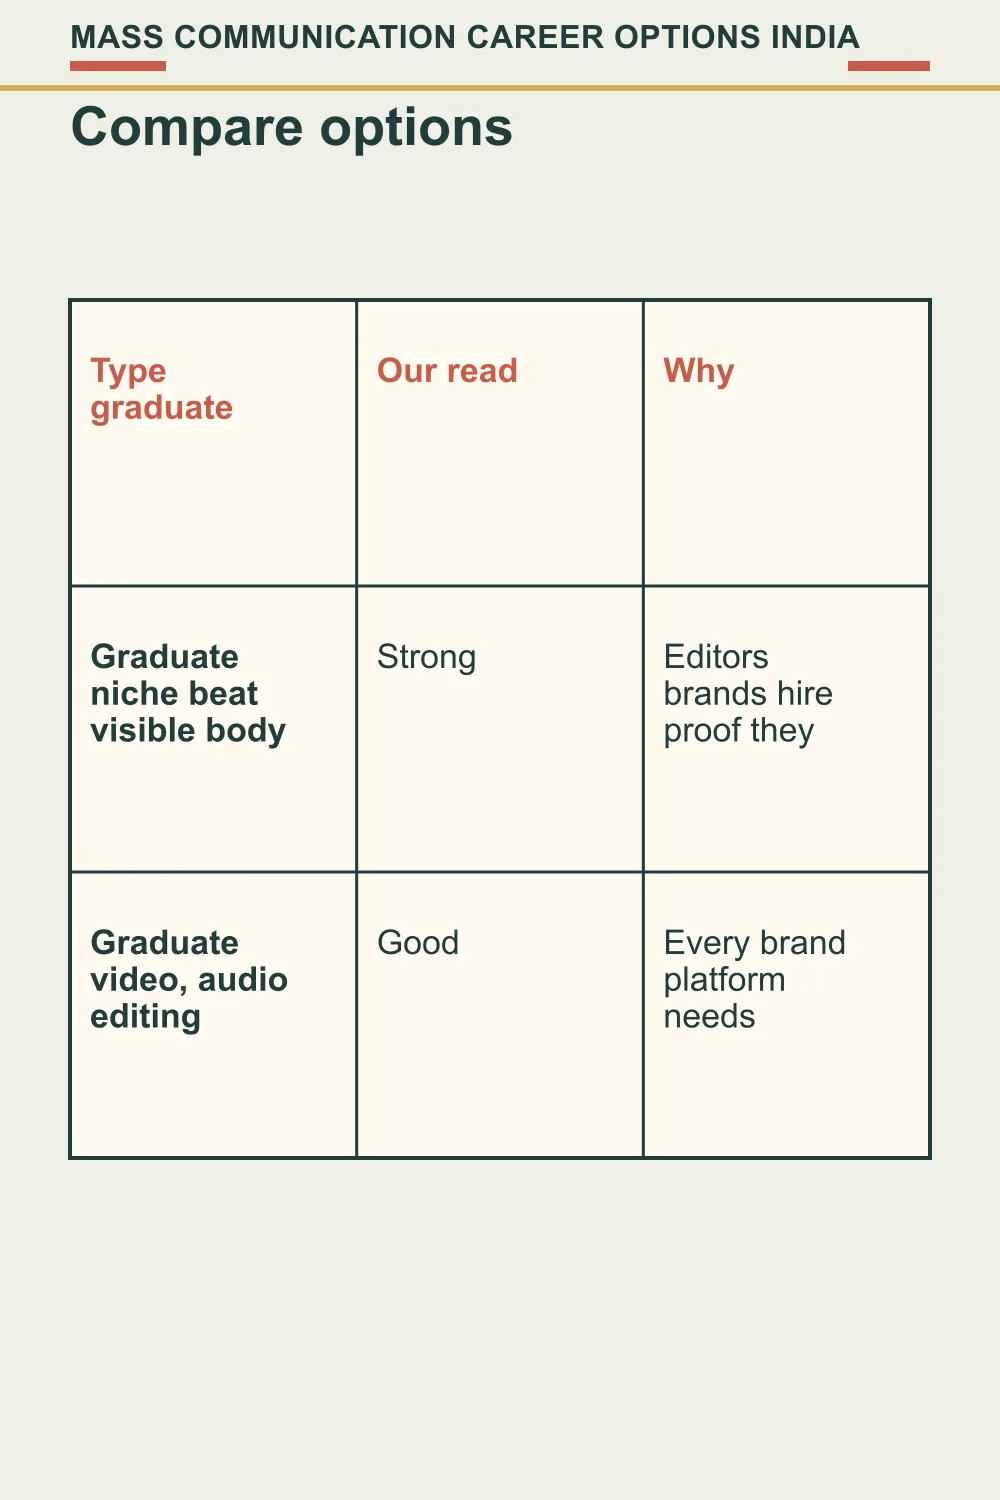 MASS COMMUNICATION CAREER OPTIONS INDIA
Compare options
Type
graduate
Our read
Why
Graduate
niche beat
visible body
Strong
Editors
brands hire
proof they
Graduate
video, audio
editing
Good
Every brand
platform
needs